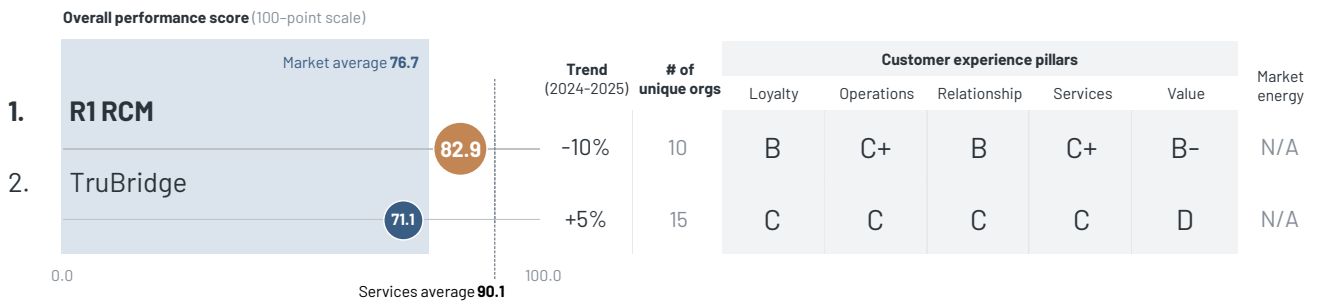 Overall performance score (100–point scale)
Market average 76.7
Trend
(2024-2025)
# of
unique orgs
Customer experience pillars
Loyalty Operations Relationship Services Value
Market
energy
1. R1 RCM
82.9 -10% 10 B C+ B C+ B- N/A
2. TruBridge
71.1 +5% 15 C C C C D N/A
0.0 100.0
Services average 90.1